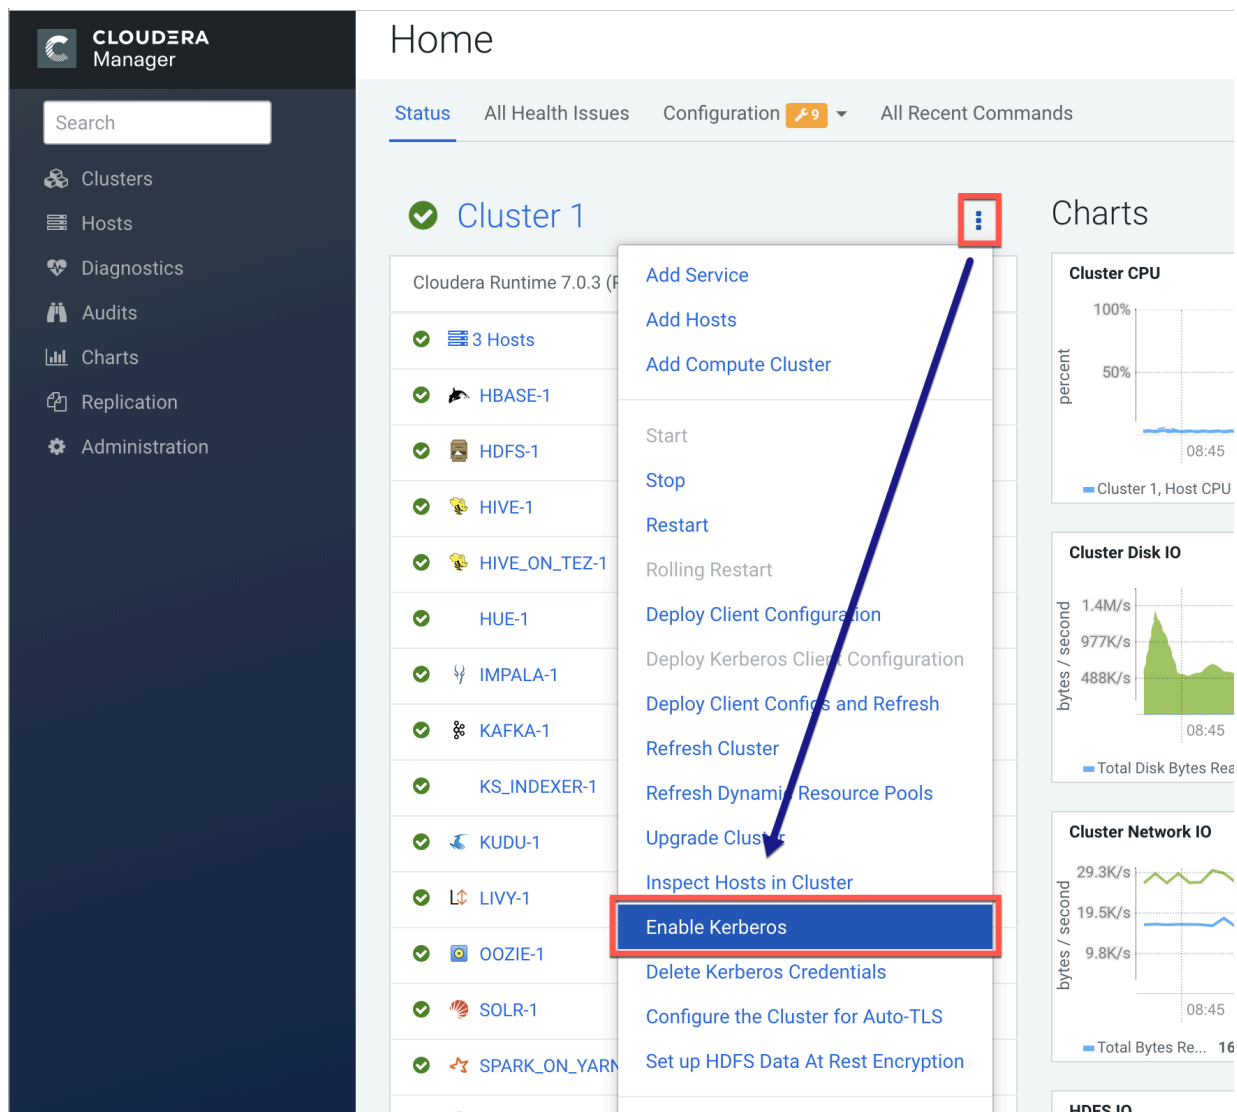 CLOUDERA
Manager
Search
Clusters
Hosts
Diagnostics
Audits
Charts
Replication
Administration
Home
Status All Health Issues Configuration 9 All Recent Commands
Cluster 1
Cloudera Runtime 7.0.3
3 Hosts
HBASE-1
HDFS-1
HIVE-1
HIVE_ON_TEZ-1
HUE-1
IMPALA-1
KAFKA-1
KS_INDEXER-1
KUDU-1
LIVY-1
OOZIE-1
SOLR-1
SPARK_ON_YARN
Add Service
Add Hosts
Add Compute Cluster
Start
Stop
Restart
Rolling Restart
Deploy Client Configuration
Deploy Kerberos Client Configuration
Deploy Client Configs and Refresh
Refresh Cluster
Refresh Dynamic Resource Pools
Upgrade Cluster
Inspect Hosts in Cluster
Enable Kerberos
Delete Kerberos Credentials
Configure the Cluster for Auto-TLS
Set up HDFS Data At Rest Encryption
Charts
Cluster CPU
percent
100%
50%
08:45
Cluster 1, Host CPU
Cluster Disk IO
bytes / second
1.4M/s
977K/s
488K/s
08:45
Total Disk Bytes Rea
Cluster Network IO
bytes / second
29.3K/s
19.5K/s
9.8K/s
08:45
Total Bytes Re... 16
HDFS IO